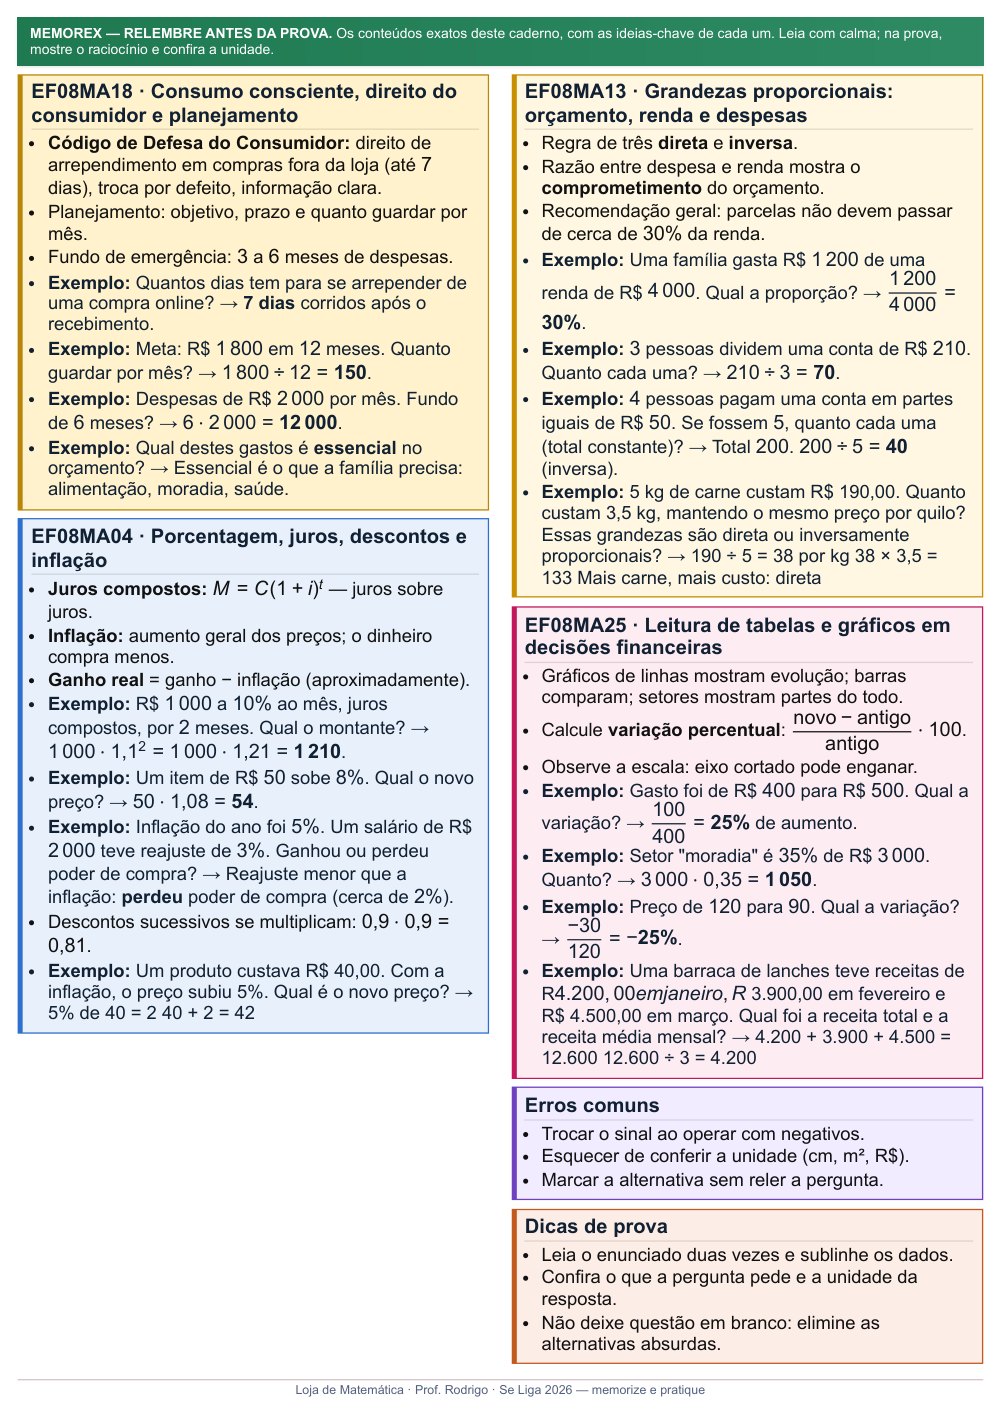 MEMOREX — RELEMBRE ANTES DA PROVA. Os conteúdos exatos deste caderno, com as ideias-chave de cada um. Leia com calma; na prova,
mostre o raciocínio e confira a unidade.
EF08MA18 · Consumo consciente, direito do
consumidor e planejamento
• Código de Defesa do Consumidor: direito de
arrependimento em compras fora da loja (até 7
dias), troca por defeito, informação clara.
• Planejamento: objetivo, prazo e quanto guardar por
mês.
• Fundo de emergência: 3 a 6 meses de despesas.
• Exemplo: Quantos dias tem para se arrepender de
uma compra online? → 7 dias corridos após o
recebimento.
• Exemplo: Meta: R$ 1 800 em 12 meses. Quanto
guardar por mês? → 1 800 ÷ 12 = 150.
• Exemplo: Despesas de R$ 2 000 por mês. Fundo
de 6 meses? → 6 · 2 000 = 12 000.
• Exemplo: Qual destes gastos é essencial no
orçamento? → Essencial é o que a família precisa:
alimentação, moradia, saúde.
EF08MA04 · Porcentagem, juros, descontos e
inflação
• Juros compostos: M = C(1 + i)^t — juros sobre
juros.
• Inflação: aumento geral dos preços; o dinheiro
compra menos.
• Ganho real = ganho − inflação (aproximadamente).
• Exemplo: R$ 1 000 a 10% ao mês, juros
compostos, por 2 meses. Qual o montante? →
1 000 · 1,1² = 1 000 · 1,21 = 1 210.
• Exemplo: Um item de R$ 50 sobe 8%. Qual o novo
preço? → 50 · 1,08 = 54.
• Exemplo: Inflação do ano foi 5%. Um salário de R$
2 000 teve reajuste de 3%. Ganhou ou perdeu
poder de compra? → Reajuste menor que a
inflação: perdeu poder de compra (cerca de 2%).
• Descontos sucessivos se multiplicam: 0,9 · 0,9 =
0,81.
• Exemplo: Um produto custava R$ 40,00. Com a
inflação, o preço subiu 5%. Qual é o novo preço? →
5% de 40 = 2 40 + 2 = 42
EF08MA13 · Grandezas proporcionais:
orçamento, renda e despesas
• Regra de três direta e inversa.
• Razão entre despesa e renda mostra o
comprometimento do orçamento.
• Recomendação geral: parcelas não devem passar
de cerca de 30% da renda.
• Exemplo: Uma família gasta R$ 1 200 de uma
renda de R$ 4 000. Qual a proporção? → 1 200/4 000 =
30%.
• Exemplo: 3 pessoas dividem uma conta de R$ 210.
Quanto cada uma? → 210 ÷ 3 = 70.
• Exemplo: 4 pessoas pagam uma conta em partes
iguais de R$ 50. Se fossem 5, quanto cada uma
(total constante)? → Total 200. 200 ÷ 5 = 40
(inversa).
• Exemplo: 5 kg de carne custam R$ 190,00. Quanto
custam 3,5 kg, mantendo o mesmo preço por quilo?
Essas grandezas são direta ou inversamente
proporcionais? → 190 ÷ 5 = 38 por kg 38 × 3,5 =
133 Mais carne, mais custo: direta
EF08MA25 · Leitura de tabelas e gráficos em
decisões financeiras
• Gráficos de linhas mostram evolução; barras
comparam; setores mostram partes do todo.
• Calcule variação percentual: novo − antigo/antigo · 100.
• Observe a escala: eixo cortado pode enganar.
• Exemplo: Gasto foi de R$ 400 para R$ 500. Qual a
variação? → 100/400 = 25% de aumento.
• Exemplo: Setor "moradia" é 35% de R$ 3 000.
Quanto? → 3 000 · 0,35 = 1 050.
• Exemplo: Preço de 120 para 90. Qual a variação?
→ −30/120 = −25%.
• Exemplo: Uma barraca de lanches teve receitas de
R4.200,00emjaneiro, R 3.900,00 em fevereiro e
R$ 4.500,00 em março. Qual foi a receita total e a
receita média mensal? → 4.200 + 3.900 + 4.500 =
12.600 12.600 ÷ 3 = 4.200
Erros comuns
• Trocar o sinal ao operar com negativos.
• Esquecer de conferir a unidade (cm, m², R$).
• Marcar a alternativa sem reler a pergunta.
Dicas de prova
• Leia o enunciado duas vezes e sublinhe os dados.
• Confira o que a pergunta pede e a unidade da
resposta.
• Não deixe questão em branco: elimine as
alternativas absurdas.
Loja de Matemática · Prof. Rodrigo · Se Liga 2026 — memorize e pratique